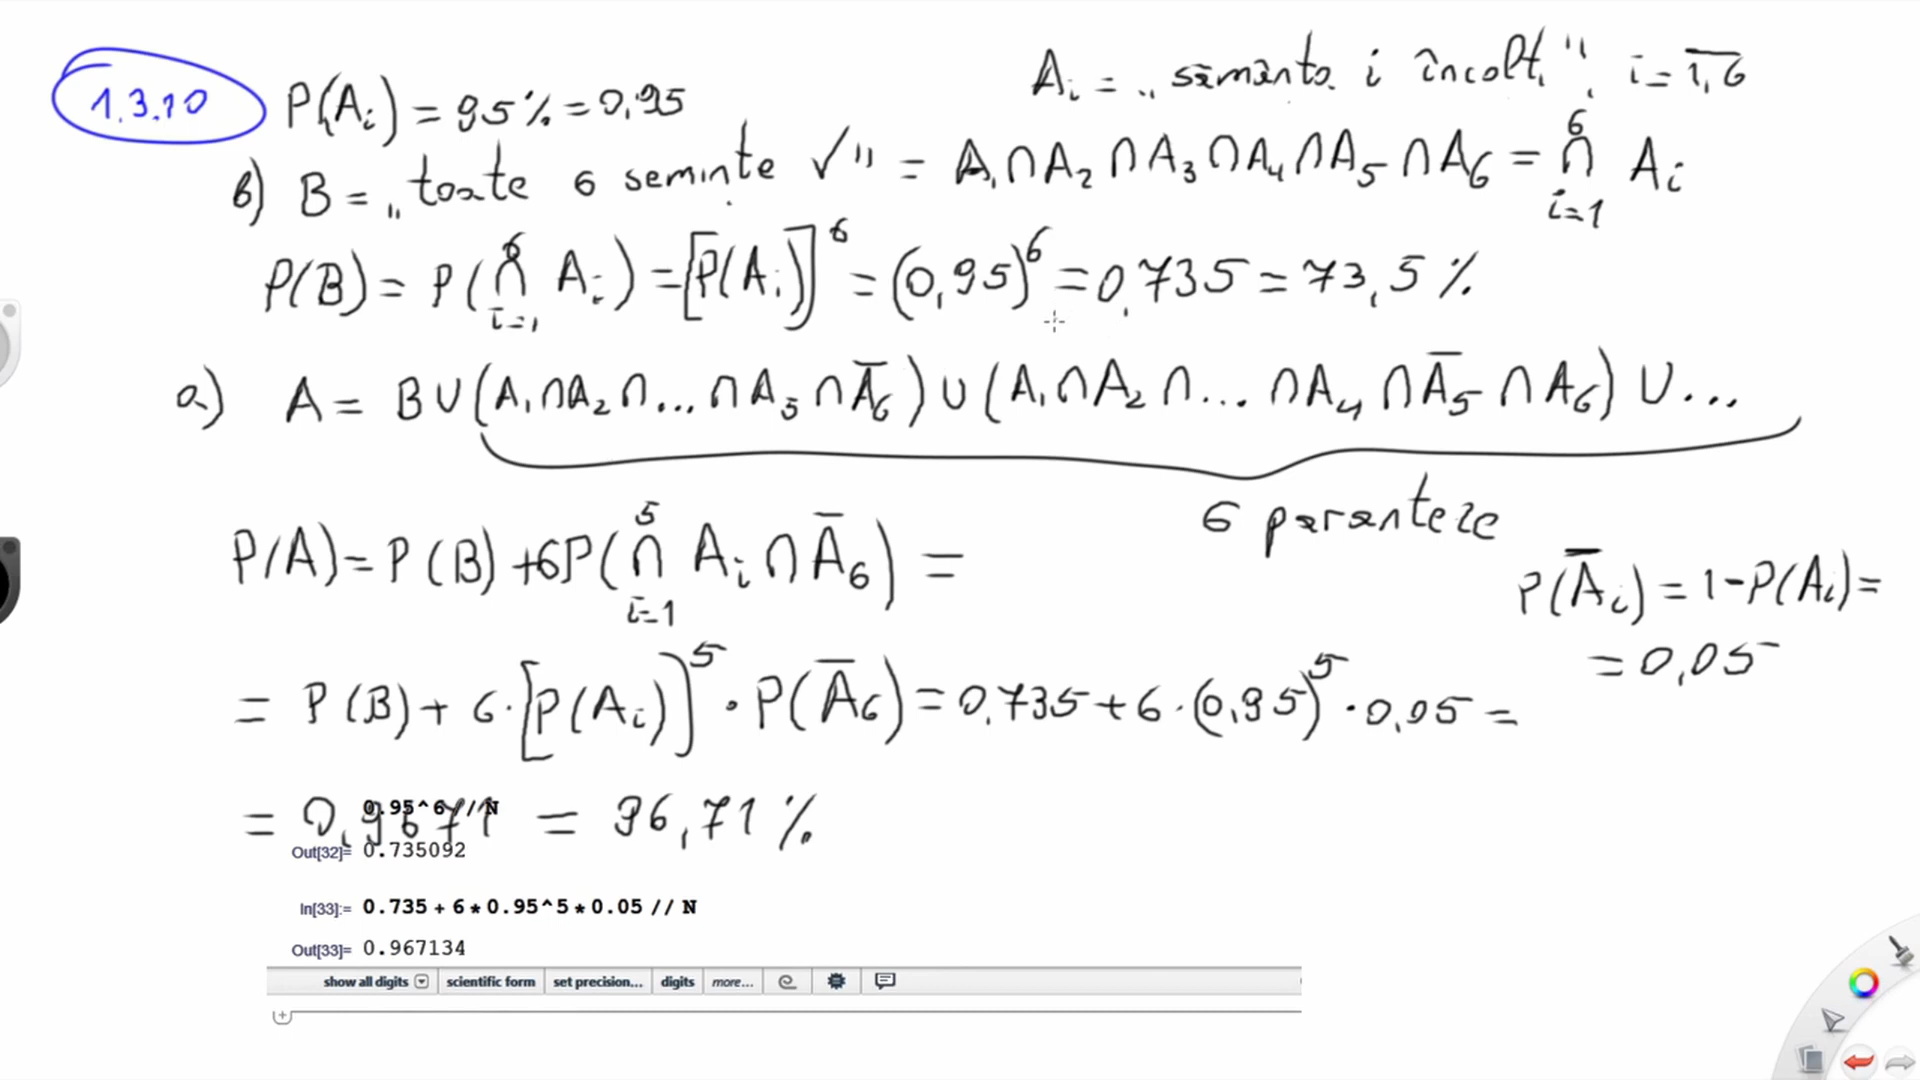 1.3.10 P(Aᵢ) = 95% = 0,95 Aᵢ = „sămânța i încolț.", i = 1,6
b) B = „toate 6 semințe ✓" = A₁∩A₂∩A₃∩A₄∩A₅∩A₆ = ⋂ᵢ₌₁⁶ Aᵢ
P(B) = P(⋂ᵢ₌₁⁶ Aᵢ) = [P(Aᵢ)]⁶ = (0,95)⁶ = 0,735 = 73,5%
a) A = B∪(A₁∩A₂∩...∩A₅∩A̅₆)∪(A₁∩A₂∩...∩A₄∩A̅₅∩A₆)∪...
6 paranteze
P(A) = P(B)+6P(⋂ᵢ₌₁⁵ Aᵢ∩A̅₆) =
P(A̅ᵢ) = 1-P(Aᵢ) =
= 0,05
= P(B)+6·[P(Aᵢ)]⁵·P(A̅₆) = 0,735+6·(0,95)⁵·0,05 =
= 0,9671 = 96,71%
0.95^6 // N
Out[32]= 0.735092
In[33]:= 0.735 + 6*0.95^5*0.05 // N
Out[33]= 0.967134
show all digits scientific form set precision... digits more...